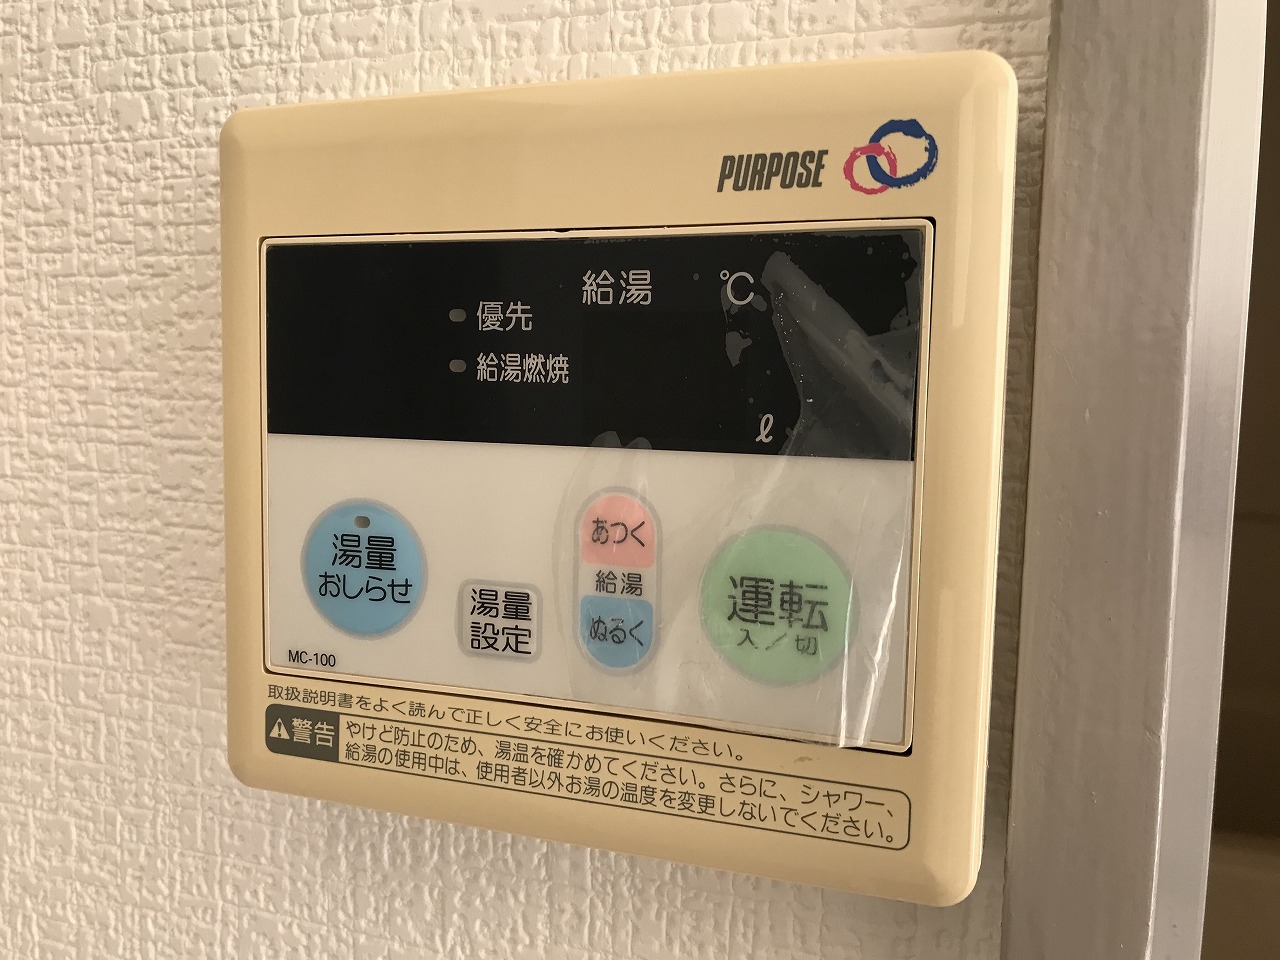 PURPOSE
給湯 ℃
優先
給湯燃焼
ℓ
湯量
おしらせ
湯量
設定
あつく
給湯
ぬるく
運転
入／切
MC-100
取扱説明書をよく読んで正しく安全にお使いください。
警告
やけど防止のため、湯温を確かめてください。さらに、シャワー、
給湯の使用中は、使用者以外お湯の温度を変更しないでください。